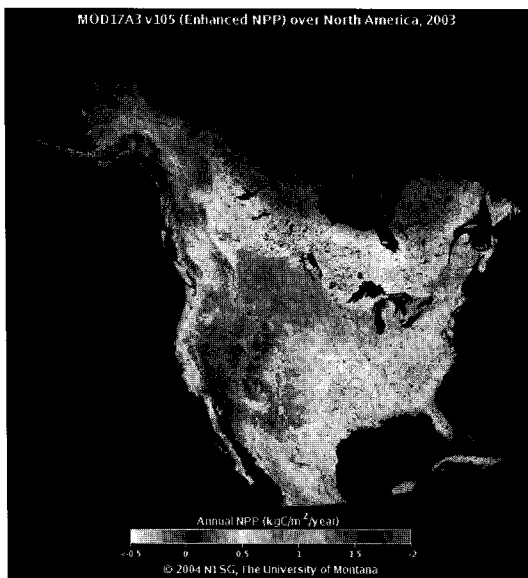 MOD17A3 v105 (Enhanced NPP) over North America, 2003
Annual NPP (kgC/m²/year)
-0.5 0 0.5 1 1.5 2
© 2004 NTSG, The University of Montana